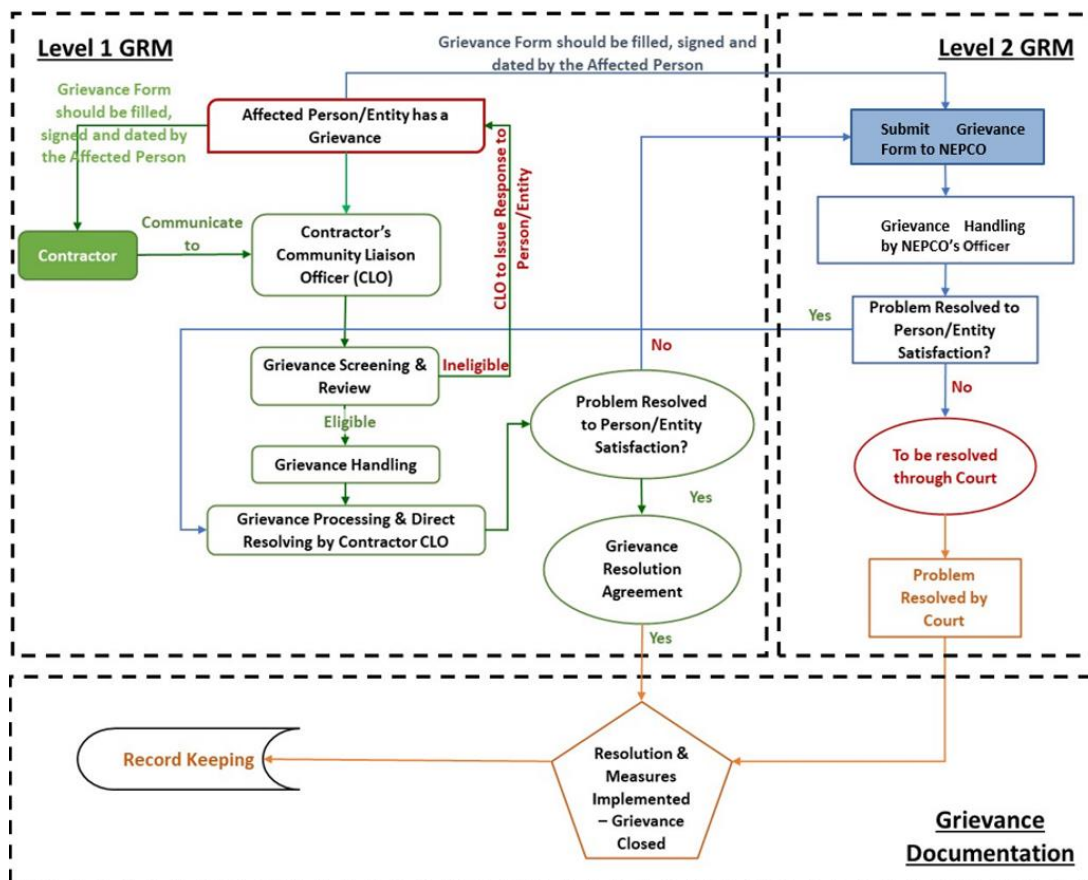 Level 1 GRM
Grievance Form should be filled, signed and
dated by the Affected Person
Level 2 GRM
Grievance Form
should be filled,
signed and dated by
the Affected Person
Affected Person/Entity has a
Grievance
Submit Grievance
Form to NEPCO
CLO to Issue Response to
Person/Entity
Communicate
to
Contractor
Contractor's
Community Liaison
Officer (CLO)
Grievance Handling
by NEPCO's Officer
Yes
Problem Resolved to
Person/Entity
Satisfaction?
No
Grievance Screening &
Review
Ineligible
Eligible
Problem Resolved
to Person/Entity
Satisfaction?
No
Grievance Handling
To be resolved
through Court
Grievance Processing & Direct
Resolving by Contractor CLO
Yes
Grievance
Resolution
Agreement
Problem
Resolved by
Court
Yes
Record Keeping
Resolution &
Measures
Implemented
– Grievance
Closed
Grievance
Documentation